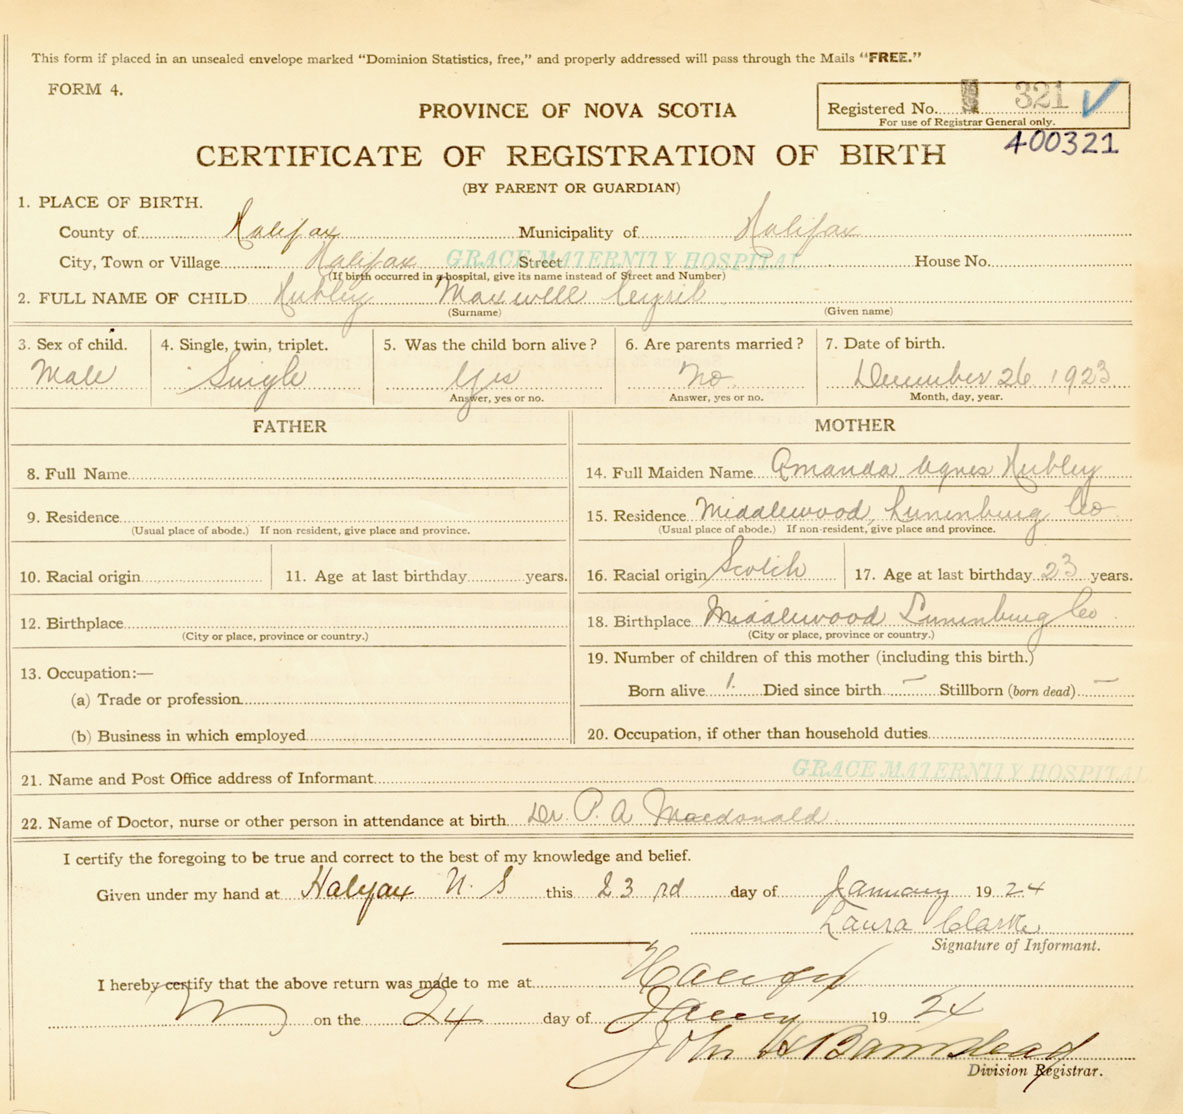 This form if placed in an unsealed envelope marked “Dominion Statistics, free,” and properly addressed will pass through the Mails “FREE.”
FORM 4.
PROVINCE OF NOVA SCOTIA
Registered No. 321
For use of Registrar General only.
400321
CERTIFICATE OF REGISTRATION OF BIRTH
(BY PARENT OR GUARDIAN)
1. PLACE OF BIRTH.
County of Halifax Municipality of Halifax
City, Town or Village Halifax Street GRACE MATERNITY HOSPITAL House No.
(If birth occurred in a hospital, give its name instead of Street and Number)
2. FULL NAME OF CHILD Hubley Maxwell Cyril
(Surname) (Given name)
3. Sex of child. 4. Single, twin, triplet. 5. Was the child born alive? 6. Are parents married? 7. Date of birth.
Male Single Yes No. December 26 1923
Answer, yes or no. Answer, yes or no. Month, day, year.
FATHER MOTHER
8. Full Name 14. Full Maiden Name Amanda Agnes Hubley
9. Residence 15. Residence Middlewood, Lunenburg Co
(Usual place of abode.) If non-resident, give place and province. (Usual place of abode.) If non-resident, give place and province.
10. Racial origin 11. Age at last birthday years. 16. Racial origin Scotch 17. Age at last birthday 23 years.
12. Birthplace 18. Birthplace Middlewood Lunenburg Co
(City or place, province or country.) (City or place, province or country.)
13. Occupation:— 19. Number of children of this mother (including this birth.)
(a) Trade or profession Born alive 1. Died since birth — Stillborn (born dead) —
(b) Business in which employed 20. Occupation, if other than household duties
21. Name and Post Office address of Informant GRACE MATERNITY HOSPITAL
22. Name of Doctor, nurse or other person in attendance at birth Dr. P. A Macdonald
I certify the foregoing to be true and correct to the best of my knowledge and belief.
Given under my hand at Halifax N. S this 23 rd day of January 1924
Laura Clarke
Signature of Informant.
I hereby certify that the above return was made to me at Halifax
on the 24 day of Jany 1924
John H Barnstead
Division Registrar.